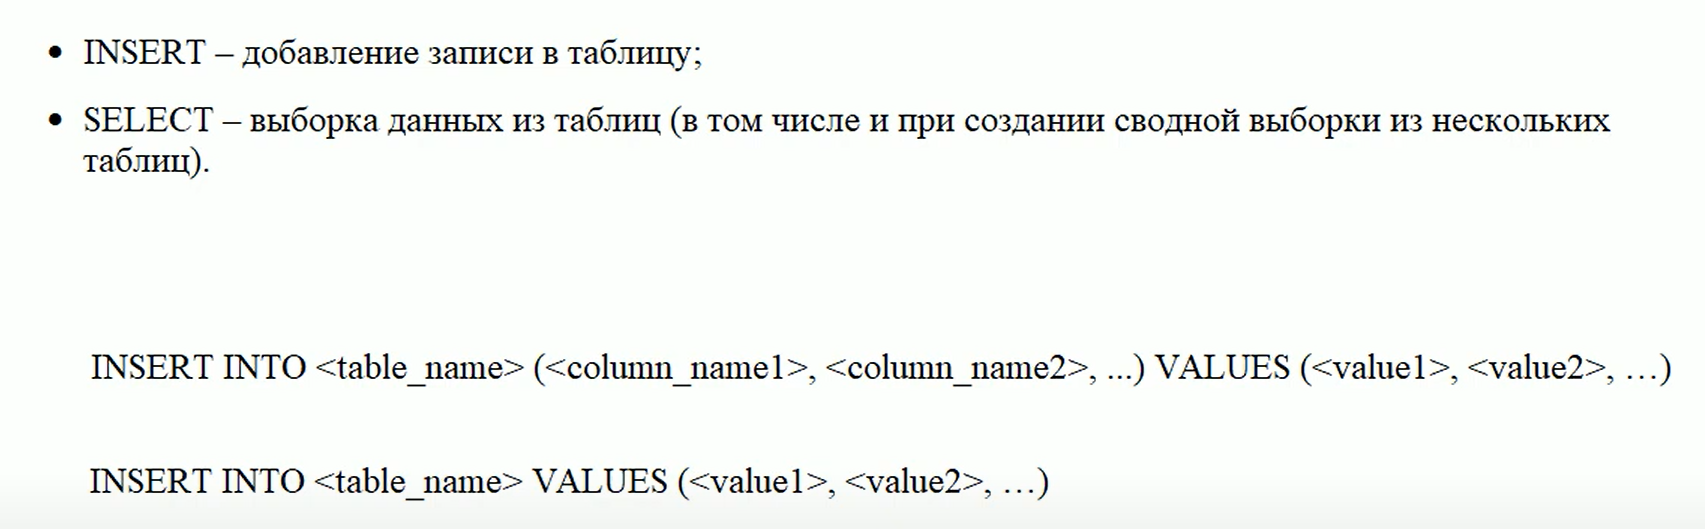 • INSERT – добавление записи в таблицу;
• SELECT – выборка данных из таблиц (в том числе и при создании сводной выборки из нескольких
таблиц).
INSERT INTO <table_name> (<column_name1>, <column_name2>, ...) VALUES (<value1>, <value2>, …)
INSERT INTO <table_name> VALUES (<value1>, <value2>, …)